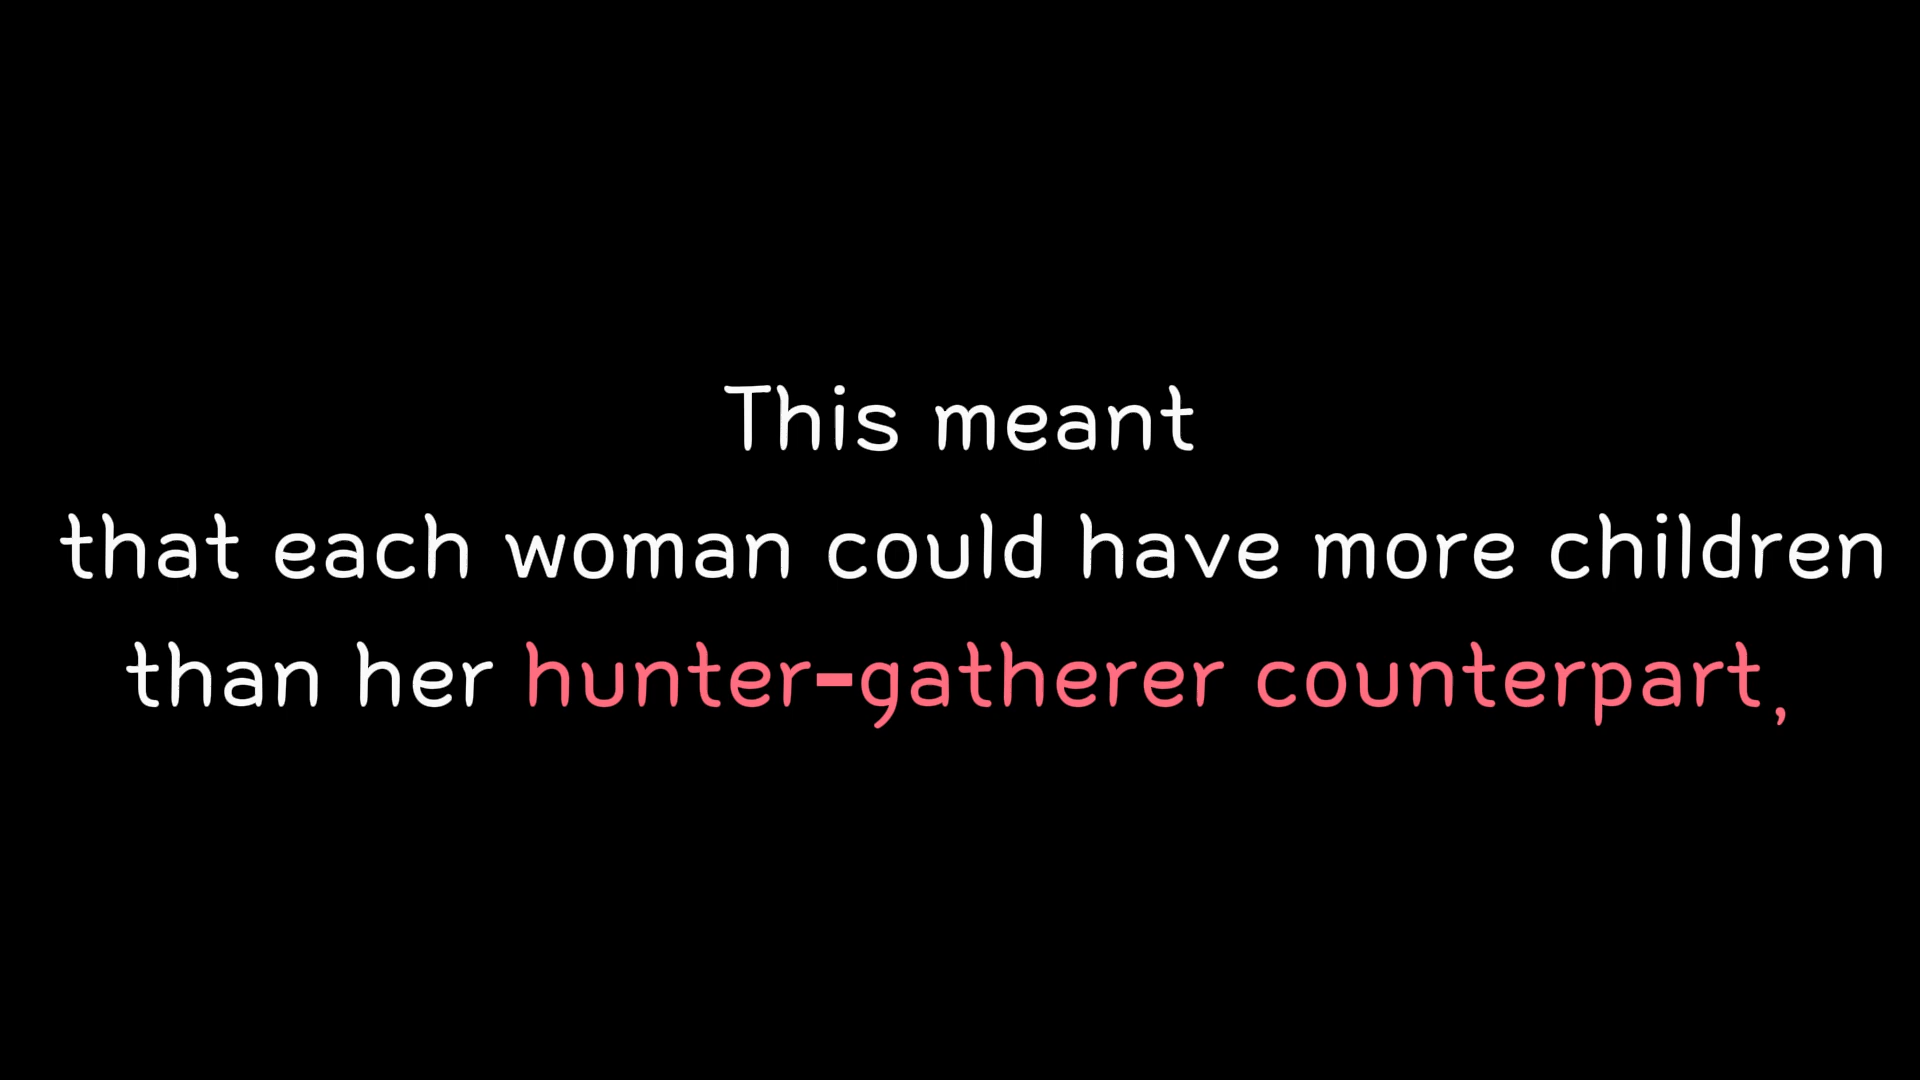 This meant
that each woman could have more children
than her hunter-gatherer counterpart,